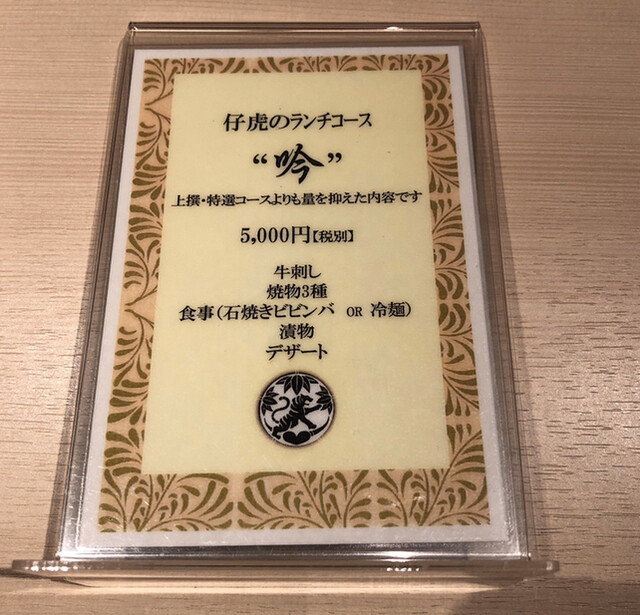 仔虎のランチコース
“吟”
上撰・特選コースよりも量を抑えた内容です
5,000円【税別】
牛刺し
焼物3種
食事(石焼きビビンバ OR 冷麺)
漬物
デザート